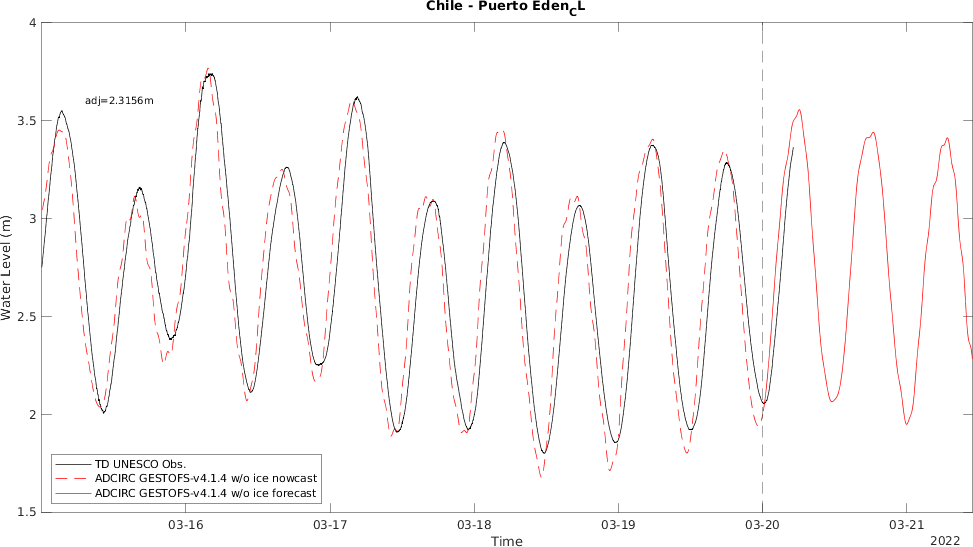 Chile - Puerto Eden_CL
adj=2.3156m
4
3.5
3
2.5
2
1.5
Water Level (m)
TD UNESCO Obs.
ADCIRC GESTOFS-v4.1.4 w/o ice nowcast
ADCIRC GESTOFS-v4.1.4 w/o ice forecast
03-16 03-17 03-18 03-19 03-20 03-21
Time
2022